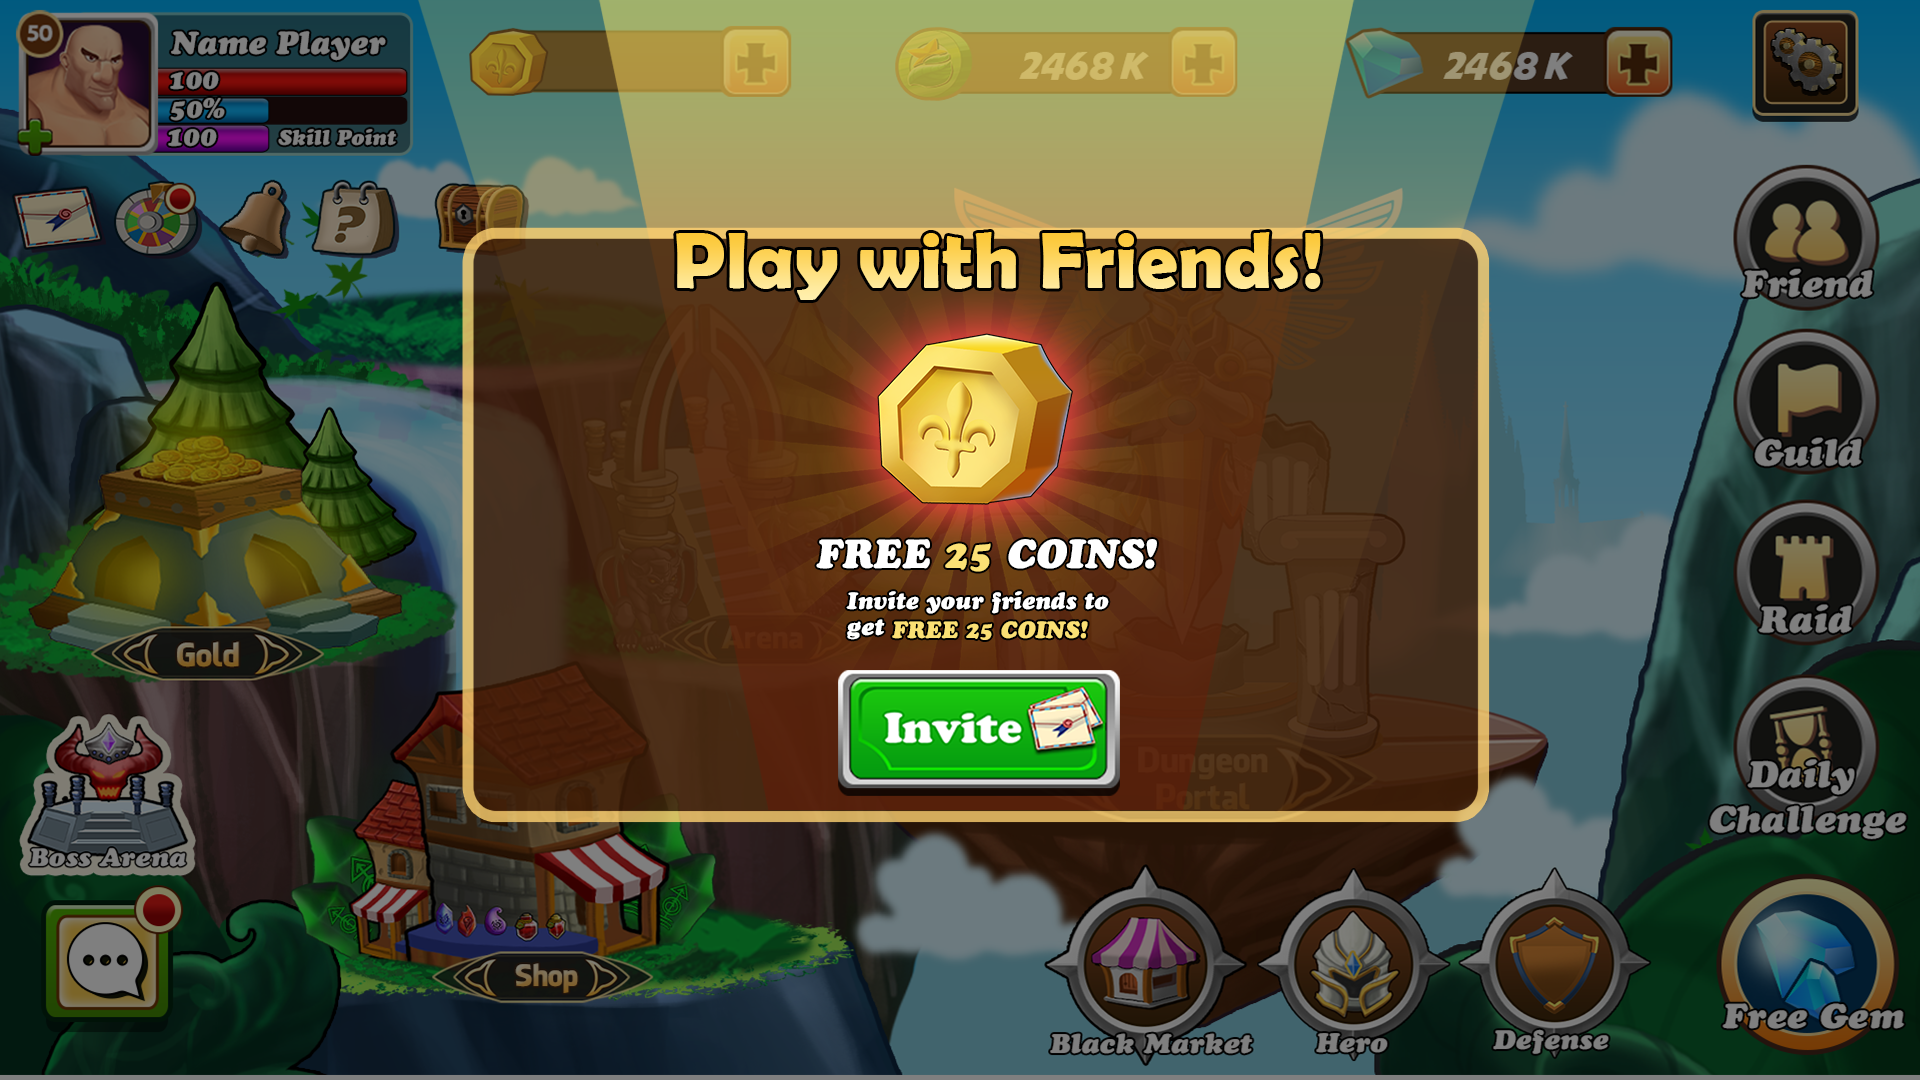 50
Name Player
100
50%
100 Skill Point
2468 K
2468 K
?
Play with Friends!
FREE 25 COINS!
Invite your friends to
get FREE 25 COINS!
Invite
Gold
Arena
Dungeon
Portal
Boss Arena
Shop
Friend
Guild
Raid
Daily
Challenge
Black Market
Hero
Defense
Free Gem